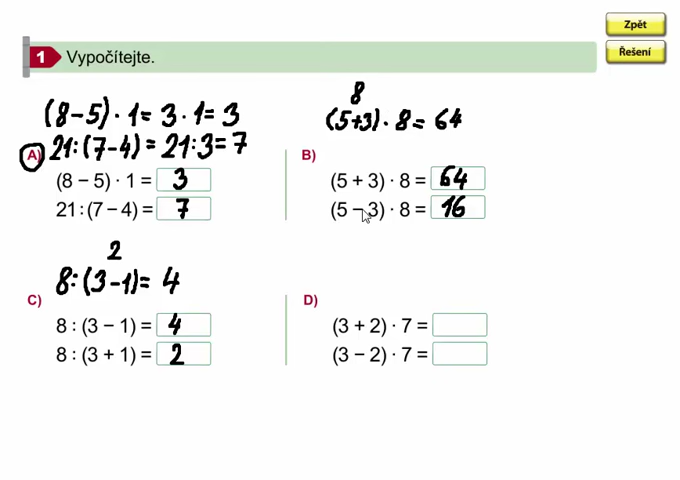 Zpět
Řešení
1 Vypočítejte.
(8-5)·1=3·1=3
21:(7-4)=21:3=7
8
(5+3)·8=64
A)
(8 − 5) · 1 = 3
21 : (7 − 4) = 7
B)
(5 + 3) · 8 = 64
(5 − 3) · 8 = 16
2
8:(3-1)=4
C)
8 : (3 − 1) = 4
8 : (3 + 1) = 2
D)
(3 + 2) · 7 =
(3 − 2) · 7 =